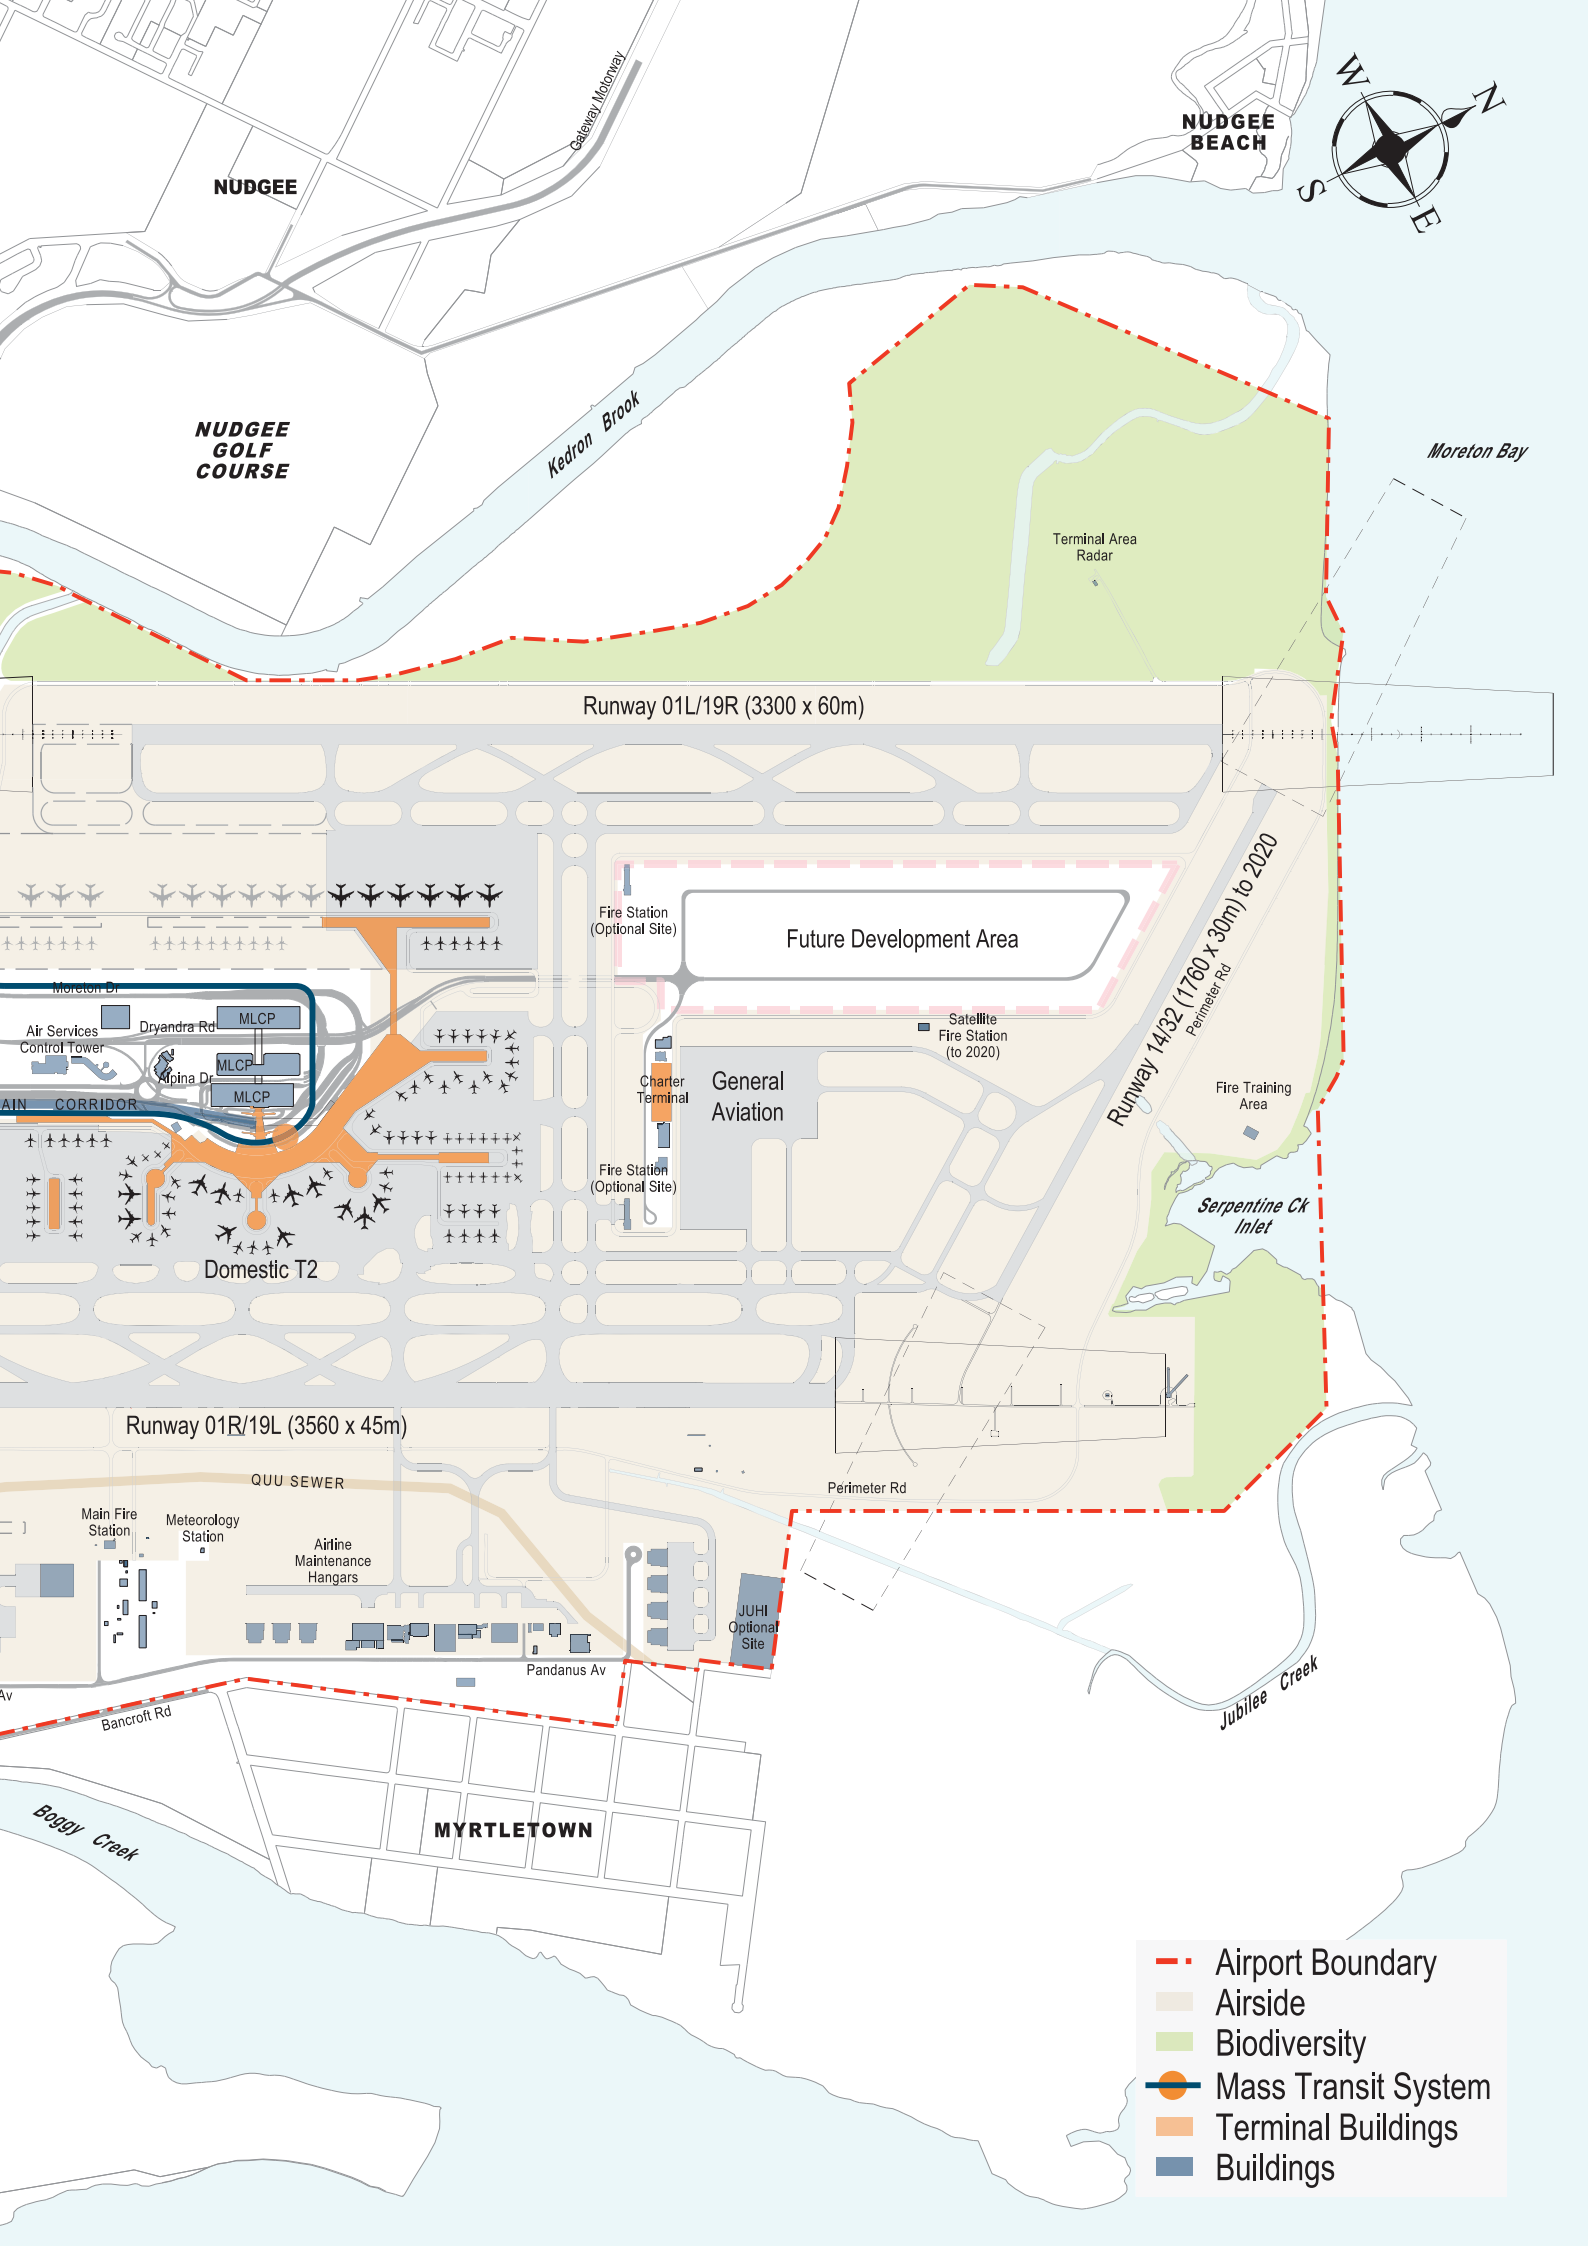 Gateway Motorway
W
N
S
E
NUDGEE
BEACH
NUDGEE
NUDGEE
GOLF
COURSE
Kedron Brook
Moreton Bay
Terminal Area
Radar
Runway 01L/19R (3300 x 60m)
Runway 14/32 (1760 x 30m) to 2020
Perimeter Rd
Fire Station
(Optional Site)
Future Development Area
Moreton Dr
MLCP
Dryandra Rd
Air Services
Control Tower
MLCP
Alpina Dr
MLCP
AIN CORRIDOR
Satellite
Fire Station
(to 2020)
Charter
Terminal
General
Aviation
Fire Training
Area
Fire Station
(Optional Site)
Serpentine Ck
Inlet
Domestic T2
Runway 01R/19L (3560 x 45m)
QUU SEWER
Perimeter Rd
Main Fire
Station
Meteorology
Station
Airline
Maintenance
Hangars
JUHI
Optional
Site
Pandanus Av
Av
Bancroft Rd
Jubilee Creek
Boggy Creek
MYRTLETOWN
Airport Boundary
Airside
Biodiversity
Mass Transit System
Terminal Buildings
Buildings